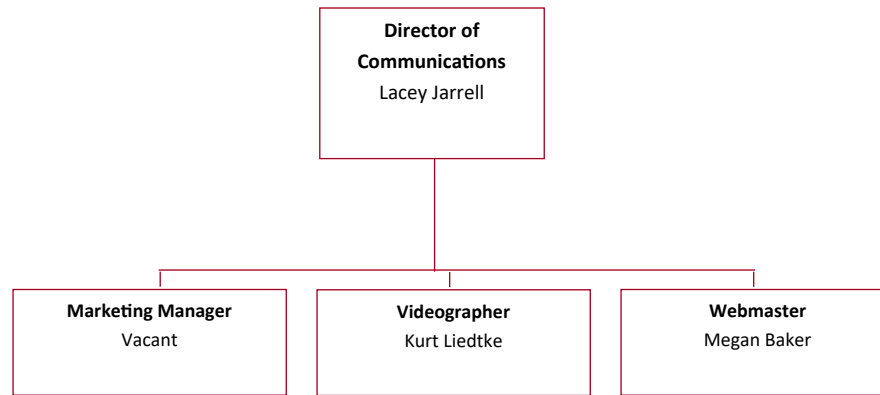 Director of
Communications
Lacey Jarrell
Marketing Manager
Vacant
Videographer
Kurt Liedtke
Webmaster
Megan Baker